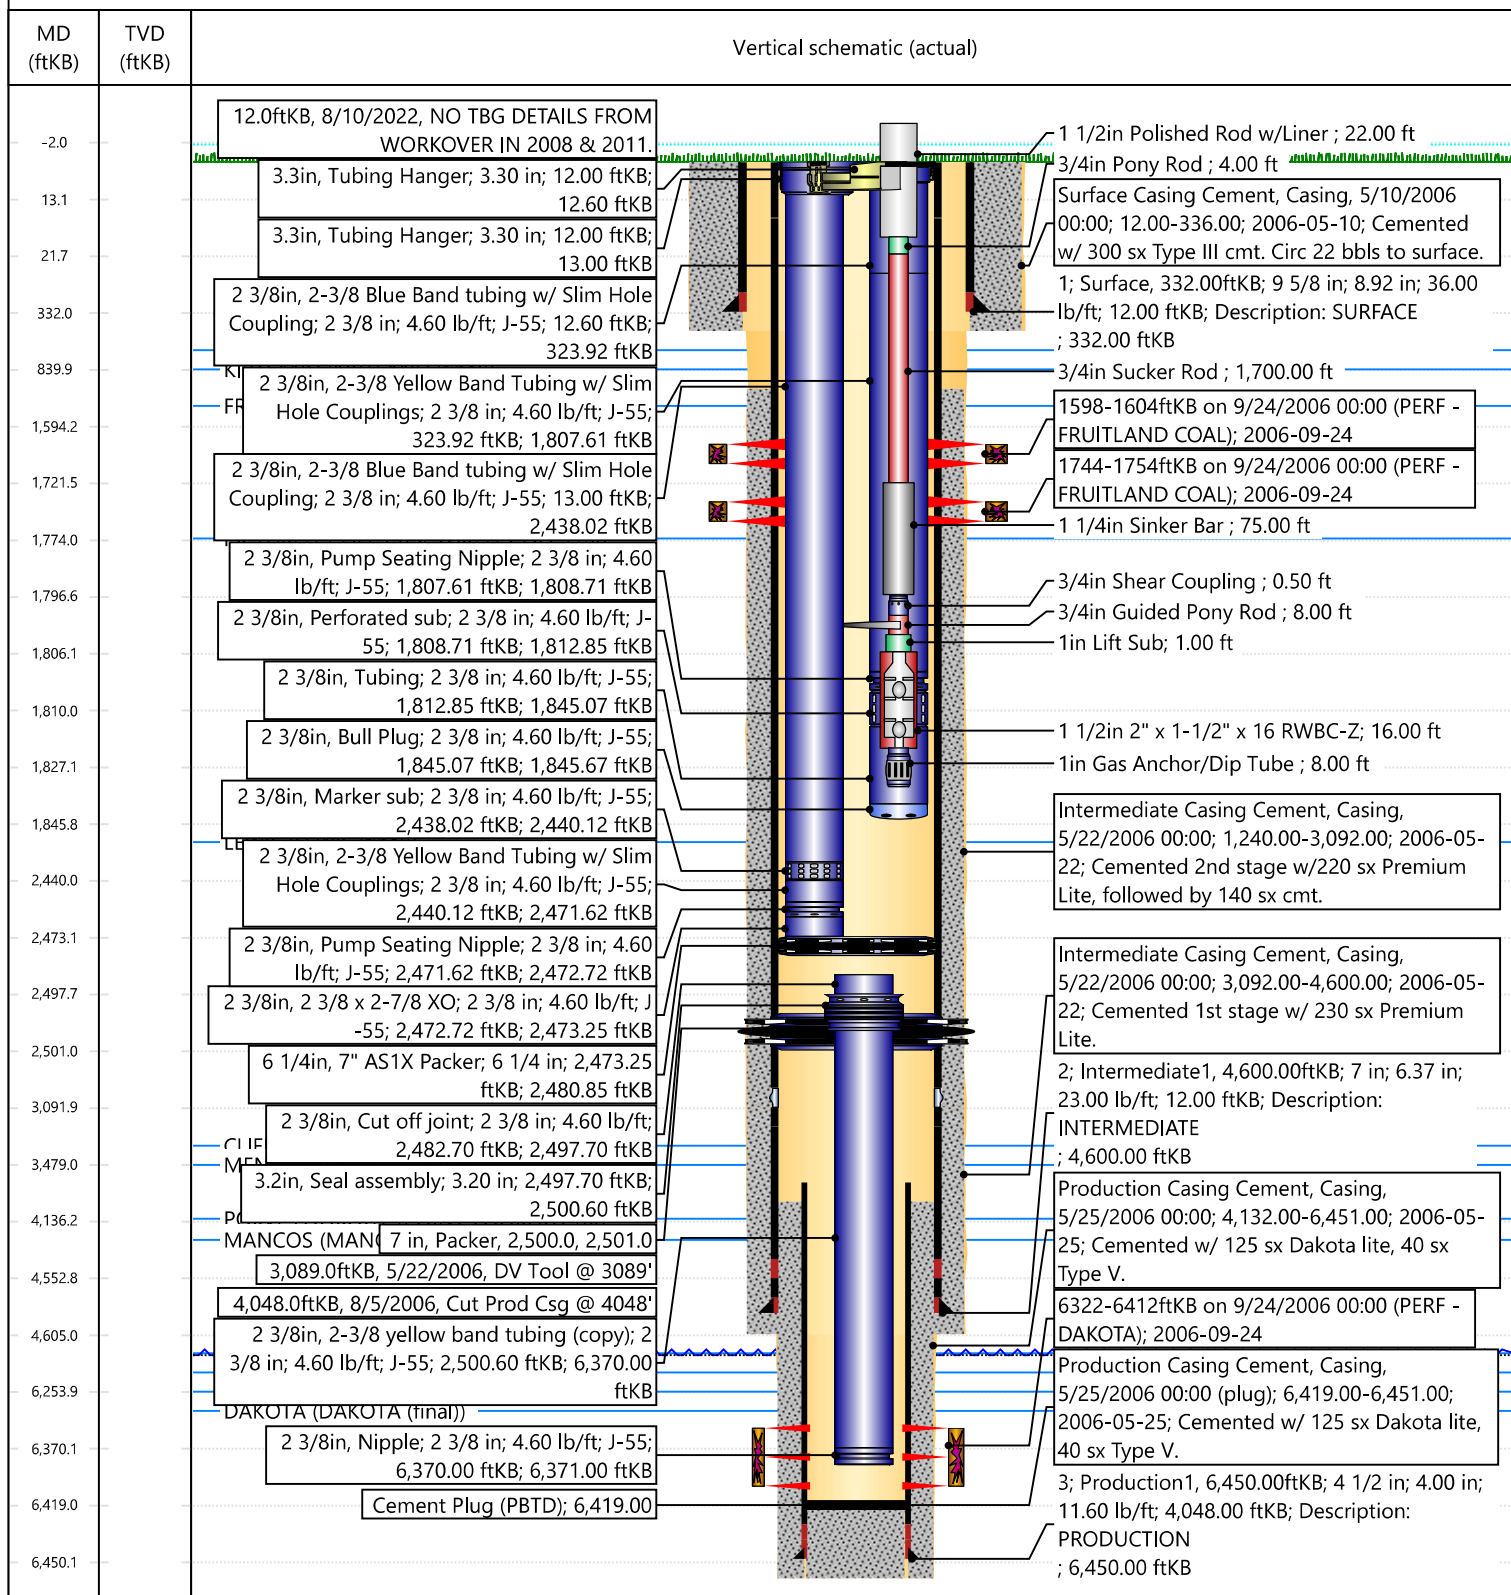 MD
(ftKB)
TVD
(ftKB)
Vertical schematic (actual)
-2.0
13.1
21.7
332.0
839.9
1,594.2
1,721.5
1,774.0
1,796.6
1,806.1
1,810.0
1,827.1
1,845.8
2,440.0
2,473.1
2,497.7
2,501.0
3,091.9
3,479.0
4,136.2
4,552.8
4,605.0
6,253.9
6,370.1
6,419.0
6,450.1
12.0ftKB, 8/10/2022, NO TBG DETAILS FROM
WORKOVER IN 2008 & 2011.
3.3in, Tubing Hanger; 3.30 in; 12.00 ftKB;
12.60 ftKB
3.3in, Tubing Hanger; 3.30 in; 12.00 ftKB;
13.00 ftKB
2 3/8in, 2-3/8 Blue Band tubing w/ Slim Hole
Coupling; 2 3/8 in; 4.60 lb/ft; J-55; 12.60 ftKB;
323.92 ftKB
2 3/8in, 2-3/8 Yellow Band Tubing w/ Slim
Hole Couplings; 2 3/8 in; 4.60 lb/ft; J-55;
323.92 ftKB; 1,807.61 ftKB
2 3/8in, 2-3/8 Blue Band tubing w/ Slim Hole
Coupling; 2 3/8 in; 4.60 lb/ft; J-55; 13.00 ftKB;
2,438.02 ftKB
2 3/8in, Pump Seating Nipple; 2 3/8 in; 4.60
lb/ft; J-55; 1,807.61 ftKB; 1,808.71 ftKB
2 3/8in, Perforated sub; 2 3/8 in; 4.60 lb/ft; J-
55; 1,808.71 ftKB; 1,812.85 ftKB
2 3/8in, Tubing; 2 3/8 in; 4.60 lb/ft; J-55;
1,812.85 ftKB; 1,845.07 ftKB
2 3/8in, Bull Plug; 2 3/8 in; 4.60 lb/ft; J-55;
1,845.07 ftKB; 1,845.67 ftKB
2 3/8in, Marker sub; 2 3/8 in; 4.60 lb/ft; J-55;
2,438.02 ftKB; 2,440.12 ftKB
2 3/8in, 2-3/8 Yellow Band Tubing w/ Slim
Hole Couplings; 2 3/8 in; 4.60 lb/ft; J-55;
2,440.12 ftKB; 2,471.62 ftKB
2 3/8in, Pump Seating Nipple; 2 3/8 in; 4.60
lb/ft; J-55; 2,471.62 ftKB; 2,472.72 ftKB
2 3/8in, 2 3/8 x 2-7/8 XO; 2 3/8 in; 4.60 lb/ft; J
-55; 2,472.72 ftKB; 2,473.25 ftKB
6 1/4in, 7" AS1X Packer; 6 1/4 in; 2,473.25
ftKB; 2,480.85 ftKB
2 3/8in, Cut off joint; 2 3/8 in; 4.60 lb/ft;
2,482.70 ftKB; 2,497.70 ftKB
3.2in, Seal assembly; 3.20 in; 2,497.70 ftKB;
2,500.60 ftKB
MANCOS (MANC
7 in, Packer, 2,500.0, 2,501.0
3,089.0ftKB, 5/22/2006, DV Tool @ 3089'
4,048.0ftKB, 8/5/2006, Cut Prod Csg @ 4048'
2 3/8in, 2-3/8 yellow band tubing (copy); 2
3/8 in; 4.60 lb/ft; J-55; 2,500.60 ftKB; 6,370.00
ftKB
DAKOTA (DAKOTA (final))
2 3/8in, Nipple; 2 3/8 in; 4.60 lb/ft; J-55;
6,370.00 ftKB; 6,371.00 ftKB
Cement Plug (PBTD); 6,419.00
1 1/2in Polished Rod w/Liner ; 22.00 ft
3/4in Pony Rod ; 4.00 ft
Surface Casing Cement, Casing, 5/10/2006
00:00; 12.00-336.00; 2006-05-10; Cemented
w/ 300 sx Type III cmt. Circ 22 bbls to surface.
1; Surface, 332.00ftKB; 9 5/8 in; 8.92 in; 36.00
lb/ft; 12.00 ftKB; Description: SURFACE
; 332.00 ftKB
3/4in Sucker Rod ; 1,700.00 ft
1598-1604ftKB on 9/24/2006 00:00 (PERF -
FRUITLAND COAL); 2006-09-24
1744-1754ftKB on 9/24/2006 00:00 (PERF -
FRUITLAND COAL); 2006-09-24
1 1/4in Sinker Bar ; 75.00 ft
3/4in Shear Coupling ; 0.50 ft
3/4in Guided Pony Rod ; 8.00 ft
1in Lift Sub; 1.00 ft
1 1/2in 2" x 1-1/2" x 16 RWBC-Z; 16.00 ft
1in Gas Anchor/Dip Tube ; 8.00 ft
Intermediate Casing Cement, Casing,
5/22/2006 00:00; 1,240.00-3,092.00; 2006-05-
22; Cemented 2nd stage w/220 sx Premium
Lite, followed by 140 sx cmt.
Intermediate Casing Cement, Casing,
5/22/2006 00:00; 3,092.00-4,600.00; 2006-05-
22; Cemented 1st stage w/ 230 sx Premium
Lite.
2; Intermediate1, 4,600.00ftKB; 7 in; 6.37 in;
23.00 lb/ft; 12.00 ftKB; Description:
INTERMEDIATE
; 4,600.00 ftKB
Production Casing Cement, Casing,
5/25/2006 00:00; 4,132.00-6,451.00; 2006-05-
25; Cemented w/ 125 sx Dakota lite, 40 sx
Type V.
6322-6412ftKB on 9/24/2006 00:00 (PERF -
DAKOTA); 2006-09-24
Production Casing Cement, Casing,
5/25/2006 00:00 (plug); 6,419.00-6,451.00;
2006-05-25; Cemented w/ 125 sx Dakota lite,
40 sx Type V.
3; Production1, 6,450.00ftKB; 4 1/2 in; 4.00 in;
11.60 lb/ft; 4,048.00 ftKB; Description:
PRODUCTION
; 6,450.00 ftKB